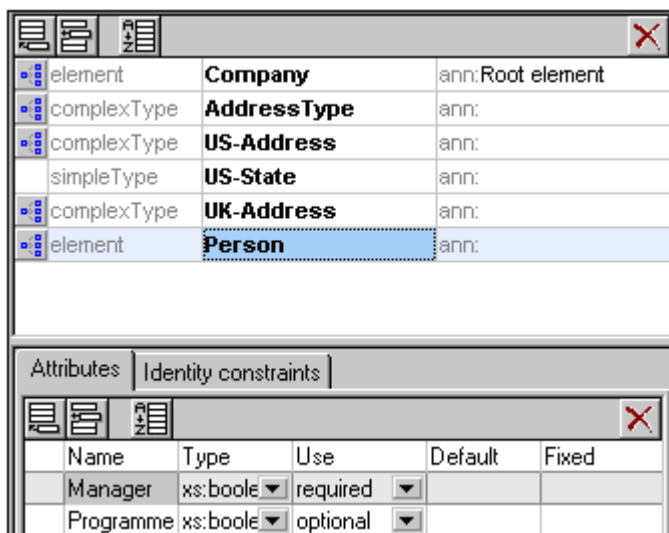 element Company ann: Root element
complexType AddressType ann:
complexType US-Address ann:
simpleType US-State ann:
complexType UK-Address ann:
element Person ann:
Attributes Identity constraints
Name Type Use Default Fixed
Manager xs:boole required
Programme xs:boole optional